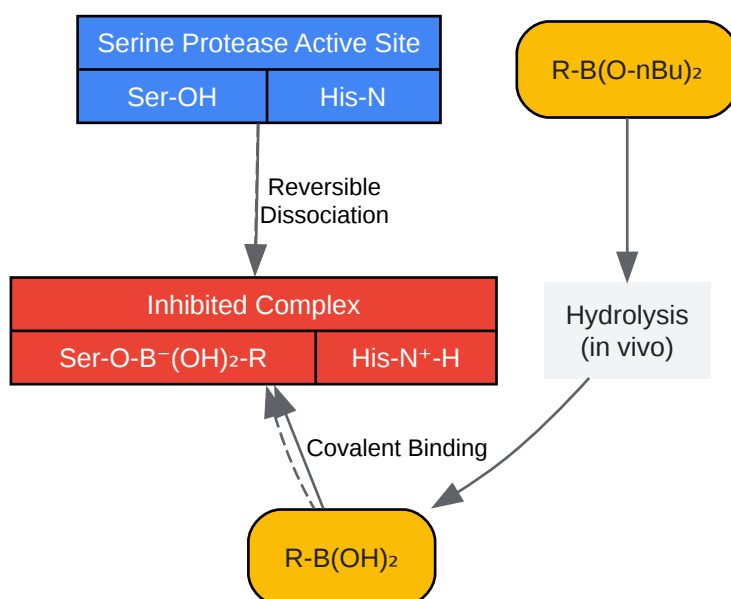 Serine Protease Active Site
Ser-OH
His-N
R-B(O-nBu)₂
Reversible
Dissociation
Inhibited Complex
Ser-O-B⁻(OH)₂-R
His-N⁺-H
Hydrolysis
(in vivo)
Covalent Binding
R-B(OH)₂